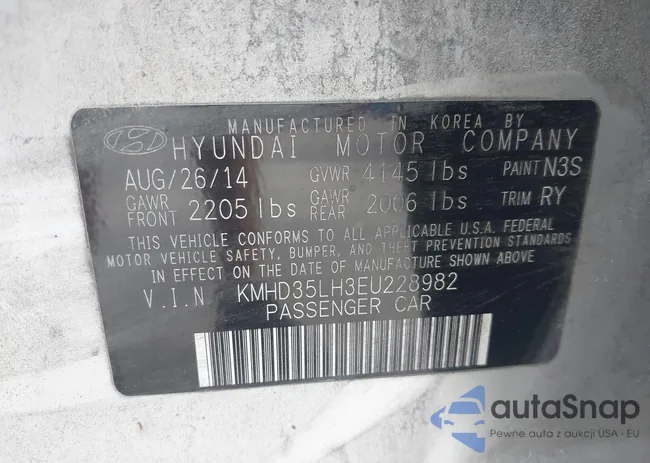 MANUFACTURED IN KOREA BY
HYUNDAI MOTOR COMPANY
AUG/26/14 GVWR 4145 lbs PAINT N3S
GAWR FRONT 2205 lbs GAWR REAR 2006 lbs TRIM RY
THIS VEHICLE CONFORMS TO ALL APPLICABLE U.S.A. FEDERAL
MOTOR VEHICLE SAFETY, BUMPER, AND THEFT PREVENTION STANDARDS
IN EFFECT ON THE DATE OF MANUFACTURE SHOWN ABOVE
V.I.N. KMHD35LH3EU228982
PASSENGER CAR
autaSnap
Pewne auta z aukcji USA - EU